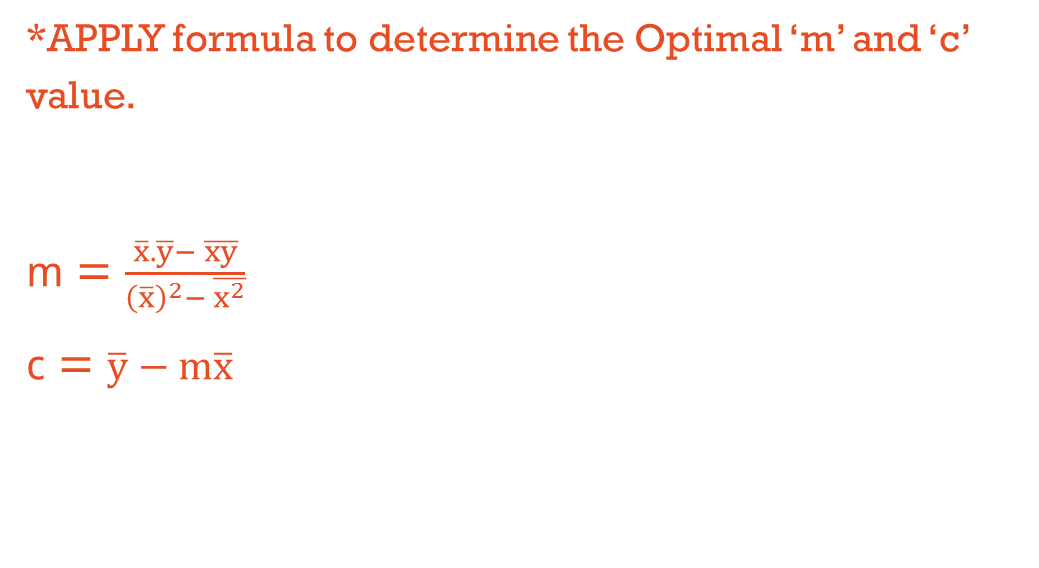 *APPLY formula to determine the Optimal ‘m’ and ‘c’
value.
m = (x̅.y̅ − x̅y̅) / ((x̅)² − x̅²)
c = y̅ − mx̅